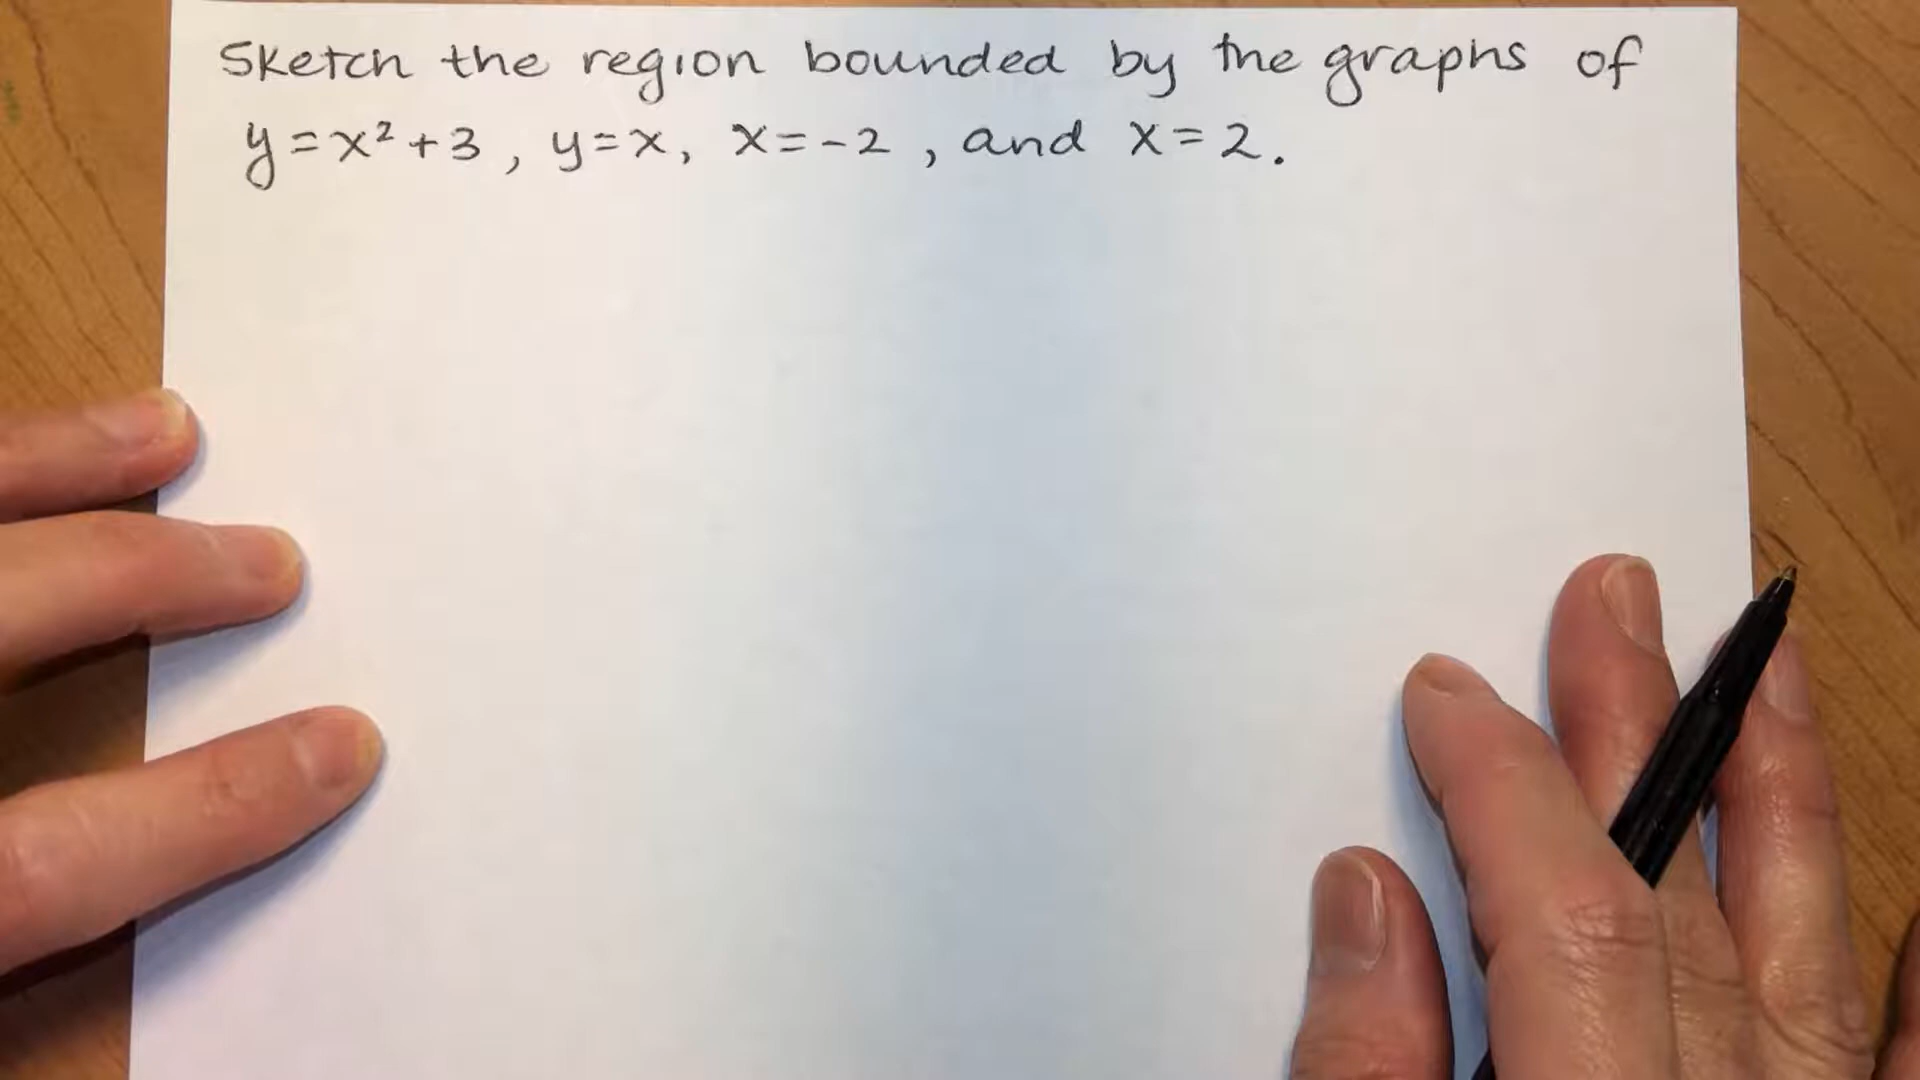 Sketch the region bounded by the graphs of
y=x²+3, y=x, x=-2, and x=2.